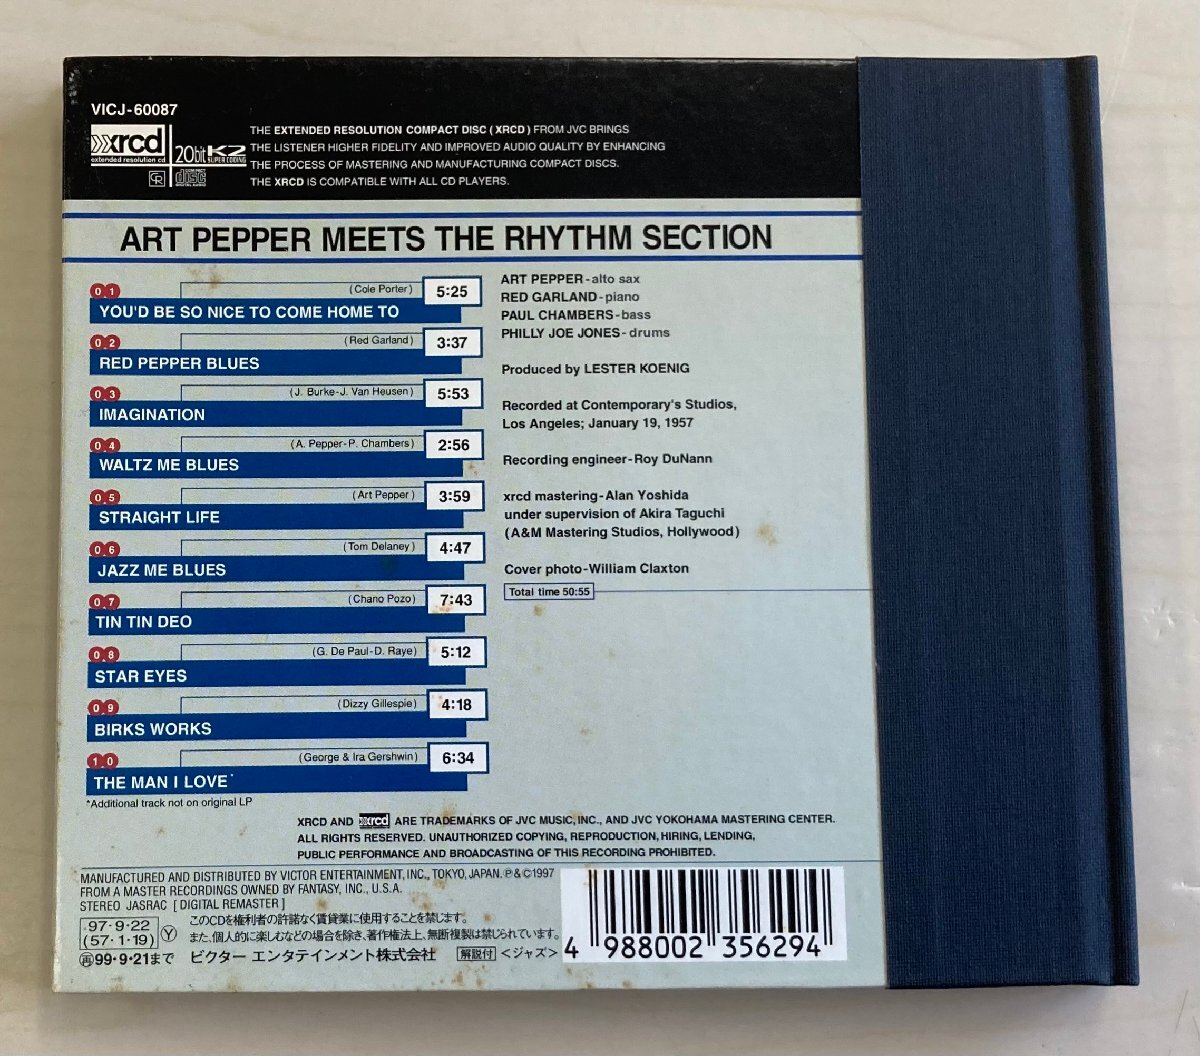 VICJ-60087
xrcd
extended resolution cd
20bit K2
SUPER CODING
CR
COMPACT
disc
DIGITAL AUDIO
THE EXTENDED RESOLUTION COMPACT DISC (XRCD) FROM JVC BRINGS
THE LISTENER HIGHER FIDELITY AND IMPROVED AUDIO QUALITY BY ENHANCING
THE PROCESS OF MASTERING AND MANUFACTURING COMPACT DISCS.
THE XRCD IS COMPATIBLE WITH ALL CD PLAYERS.
ART PEPPER MEETS THE RHYTHM SECTION
01 (Cole Porter) 5:25
YOU'D BE SO NICE TO COME HOME TO
02 (Red Garland) 3:37
RED PEPPER BLUES
03 (J. Burke-J. Van Heusen) 5:53
IMAGINATION
04 (A. Pepper-P. Chambers) 2:56
WALTZ ME BLUES
05 (Art Pepper) 3:59
STRAIGHT LIFE
06 (Tom Delaney) 4:47
JAZZ ME BLUES
07 (Chano Pozo) 7:43
TIN TIN DEO
08 (G. De Paul-D. Raye) 5:12
STAR EYES
09 (Dizzy Gillespie) 4:18
BIRKS WORKS
10 (George & Ira Gershwin) 6:34
THE MAN I LOVE*
*Additional track not on original LP
ART PEPPER-alto sax
RED GARLAND-piano
PAUL CHAMBERS-bass
PHILLY JOE JONES-drums
Produced by LESTER KOENIG
Recorded at Contemporary's Studios,
Los Angeles; January 19, 1957
Recording engineer-Roy DuNann
xrcd mastering-Alan Yoshida
under supervision of Akira Taguchi
(A&M Mastering Studios, Hollywood)
Cover photo-William Claxton
Total time 50:55
XRCD AND xrcd ARE TRADEMARKS OF JVC MUSIC, INC., AND JVC YOKOHAMA MASTERING CENTER.
ALL RIGHTS RESERVED. UNAUTHORIZED COPYING, REPRODUCTION, HIRING, LENDING,
PUBLIC PERFORMANCE AND BROADCASTING OF THIS RECORDING PROHIBITED.
MANUFACTURED AND DISTRIBUTED BY VICTOR ENTERTAINMENT, INC., TOKYO, JAPAN. ℗&©1997
FROM A MASTER RECORDINGS OWNED BY FANTASY, INC., U.S.A.
STEREO JASRAC [DIGITAL REMASTER]
97・9・22
(57・1・19) Ⓨ
㊢99・9・21まで
このCDを権利者の許諾なく賃貸業に使用することを禁じます。
また、個人的に楽しむなどの場合を除き、著作権法上、無断複製は禁じられています。
ビクター エンタテインメント株式会社 解説付 <ジャズ>
4 988002 356294